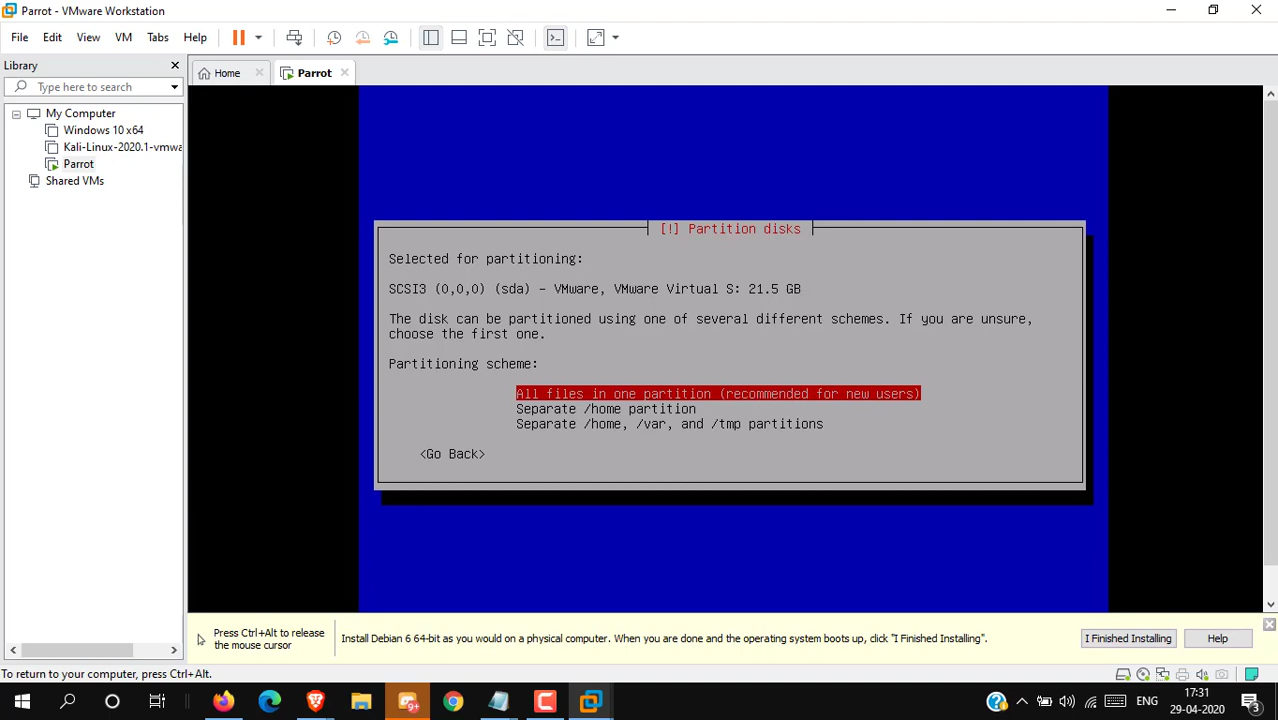 Parrot - VMware Workstation
File Edit View VM Tabs Help
Library
Type here to search
Home
Parrot
My Computer
Windows 10 x64
Kali-Linux-2020.1-vmwa
Parrot
Shared VMs
[!] Partition disks
Selected for partitioning:
SCSI3 (0,0,0) (sda) - VMware, VMware Virtual S: 21.5 GB
The disk can be partitioned using one of several different schemes. If you are unsure,
choose the first one.
Partitioning scheme:
All files in one partition (recommended for new users)
Separate /home partition
Separate /home, /var, and /tmp partitions
<Go Back>
Press Ctrl+Alt to release
the mouse cursor
Install Debian 6 64-bit as you would on a physical computer. When you are done and the operating system boots up, click "I Finished Installing".
I Finished Installing
Help
To return to your computer, press Ctrl+Alt.
9+
ENG
17:31
29-04-2020
3